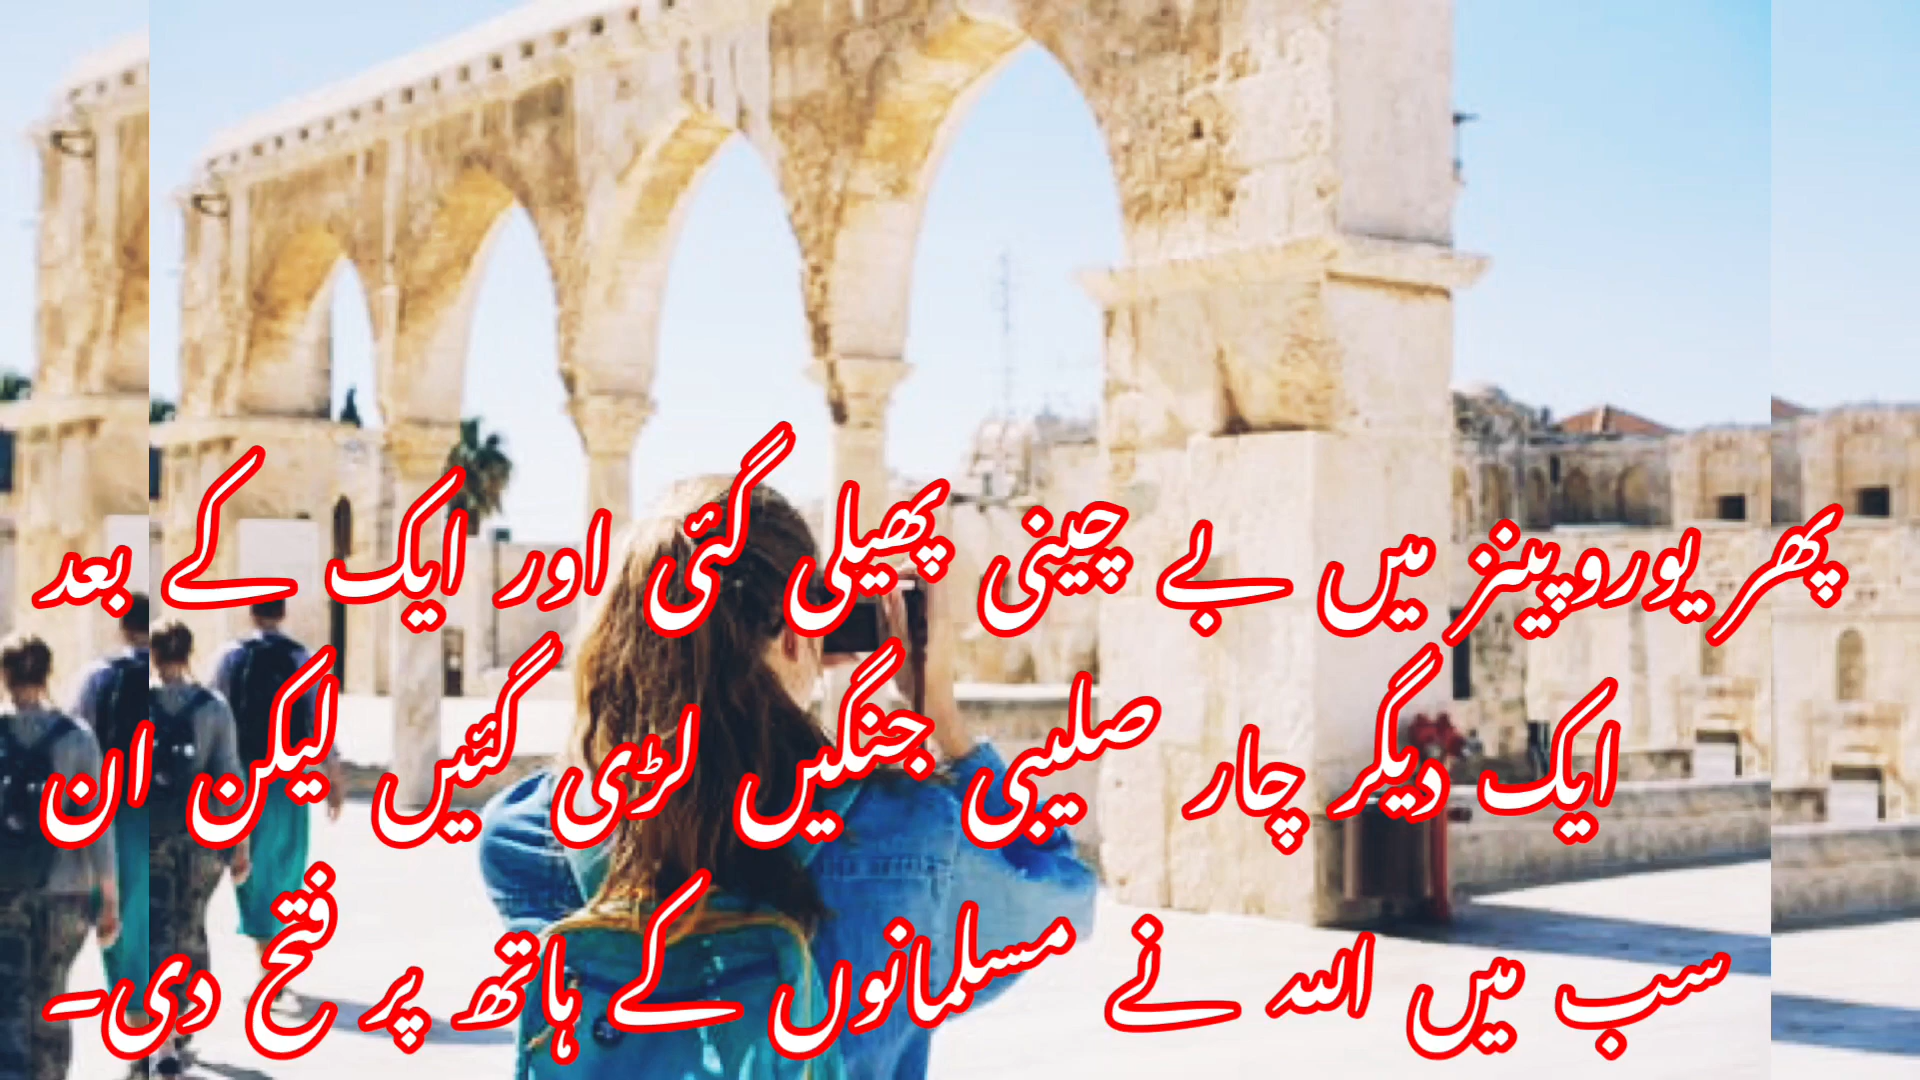 پھر یوروپینز میں بے چینی پھیلی گئی اور ایک کے بعد
ایک دیگر چار صلیبی جنگیں لڑی گئیں لیکن ان
سب میں اللہ نے مسلمانوں کے ہاتھ پر فتح دی۔